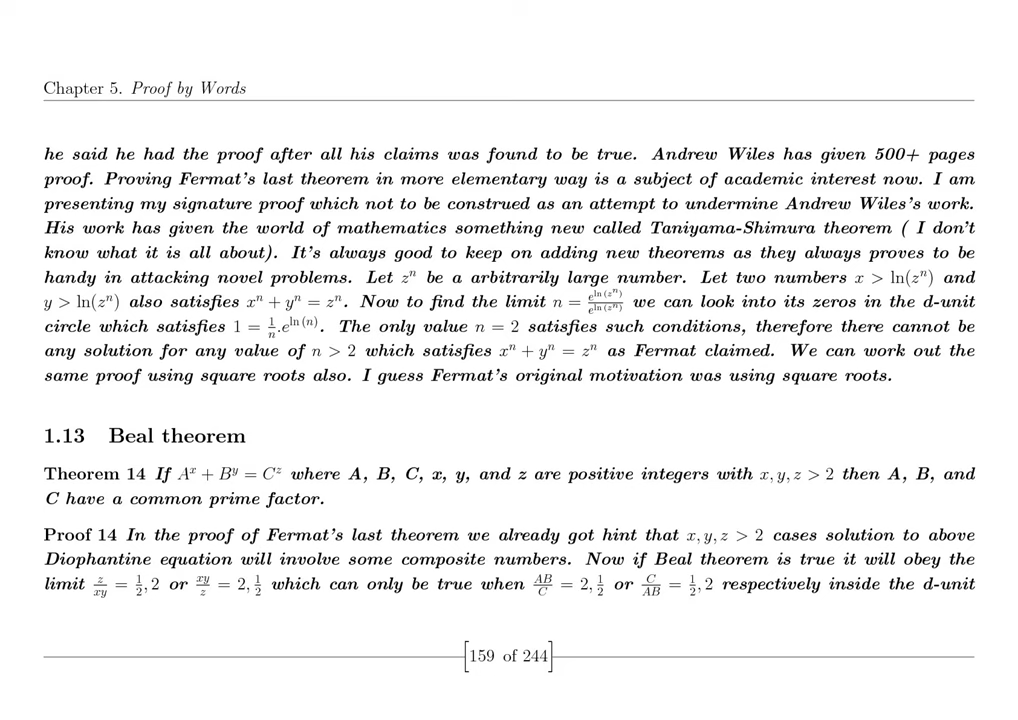 Chapter 5. Proof by Words
he said he had the proof after all his claims was found to be true. Andrew Wiles has given 500+ pages
proof. Proving Fermat's last theorem in more elementary way is a subject of academic interest now. I am
presenting my signature proof which not to be construed as an attempt to undermine Andrew Wiles's work.
His work has given the world of mathematics something new called Taniyama-Shimura theorem ( I don't
know what it is all about). It's always good to keep on adding new theorems as they always proves to be
handy in attacking novel problems. Let $z^n$ be a arbitrarily large number. Let two numbers $x > \ln(z^n)$ and
$y > \ln(z^n)$ also satisfies $x^n + y^n = z^n$. Now to find the limit $n = \frac{e^{\ln(z^n)}}{e^{\ln(z^n)}}$ we can look into its zeros in the d-unit
circle which satisfies $1 = \frac{1}{n}.e^{\ln(n)}$. The only value $n = 2$ satisfies such conditions, therefore there cannot be
any solution for any value of $n > 2$ which satisfies $x^n + y^n = z^n$ as Fermat claimed. We can work out the
same proof using square roots also. I guess Fermat's original motivation was using square roots.
1.13 Beal theorem
Theorem 14 If $A^x + B^y = C^z$ where A, B, C, x, y, and z are positive integers with $x, y, z > 2$ then A, B, and
C have a common prime factor.
Proof 14 In the proof of Fermat's last theorem we already got hint that $x, y, z > 2$ cases solution to above
Diophantine equation will involve some composite numbers. Now if Beal theorem is true it will obey the
limit $\frac{z}{xy} = \frac{1}{2}, 2$ or $\frac{xy}{z} = 2, \frac{1}{2}$ which can only be true when $\frac{AB}{C} = 2, \frac{1}{2}$ or $\frac{C}{AB} = \frac{1}{2}, 2$ respectively inside the d-unit
[159 of 244]